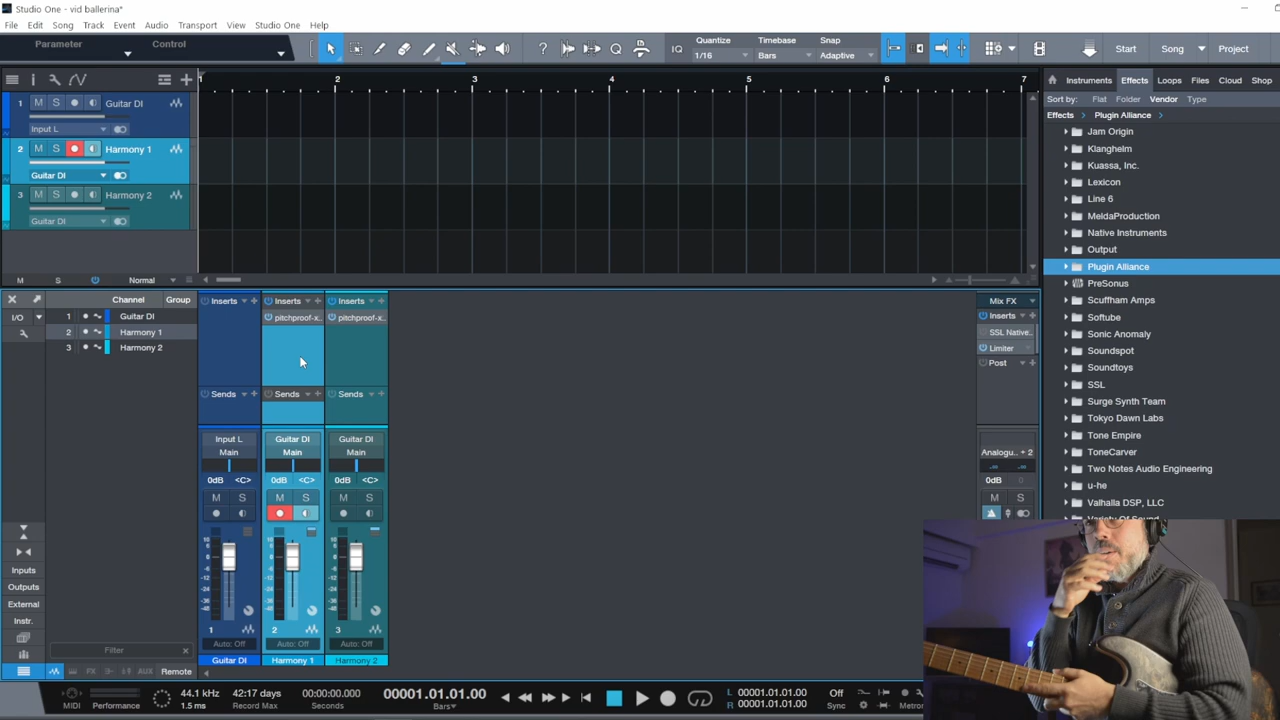 Studio One - vid ballerina*
File Edit Song Track Event Audio Transport View Studio One Help
Parameter Control
IQ Quantize 1/16 Timebase Bars Snap Adaptive
Start Song Project
1 2 3 4 5 6 7
1 M S Guitar DI
Input L
2 M S Harmony 1
Guitar DI
3 M S Harmony 2
Guitar DI
M S Normal
Instruments Effects Loops Files Cloud Shop
Sort by: Flat Folder Vendor Type
Effects Plugin Alliance
Jam Origin
Klanghelm
Kuassa, Inc.
Lexicon
Line 6
MeldaProduction
Native Instruments
Output
Plugin Alliance
PreSonus
Scuffham Amps
Softube
Sonic Anomaly
Soundspot
Soundtoys
SSL
Surge Synth Team
Tokyo Dawn Labs
Tone Empire
ToneCarver
Two Notes Audio Engineering
u-he
Valhalla DSP, LLC
Variety Of Sound
Channel Group
I/O 1 Guitar DI
2 Harmony 1
3 Harmony 2
Inputs
Outputs
External
Instr.
Filter
FX AUX Remote
Inserts Inserts Inserts
pitchproof-x... pitchproof-x...
Sends Sends Sends
Input L Guitar DI Guitar DI
Main Main Main
0dB <C> 0dB <C> 0dB <C>
M S M S M S
1 2 3
Auto: Off Auto: Off Auto: Off
Guitar DI Harmony 1 Harmony 2
Mix FX
Inserts
SSL Native..
Limiter
Post
Analogu.. + 2
0dB
M S
MIDI Performance 44.1 kHz 1.5 ms 42:17 days Record Max 00:00:00.000 Seconds 00001.01.01.00 Bars
L 00001.01.01.00
R 00001.01.01.00
Off Sync Metron